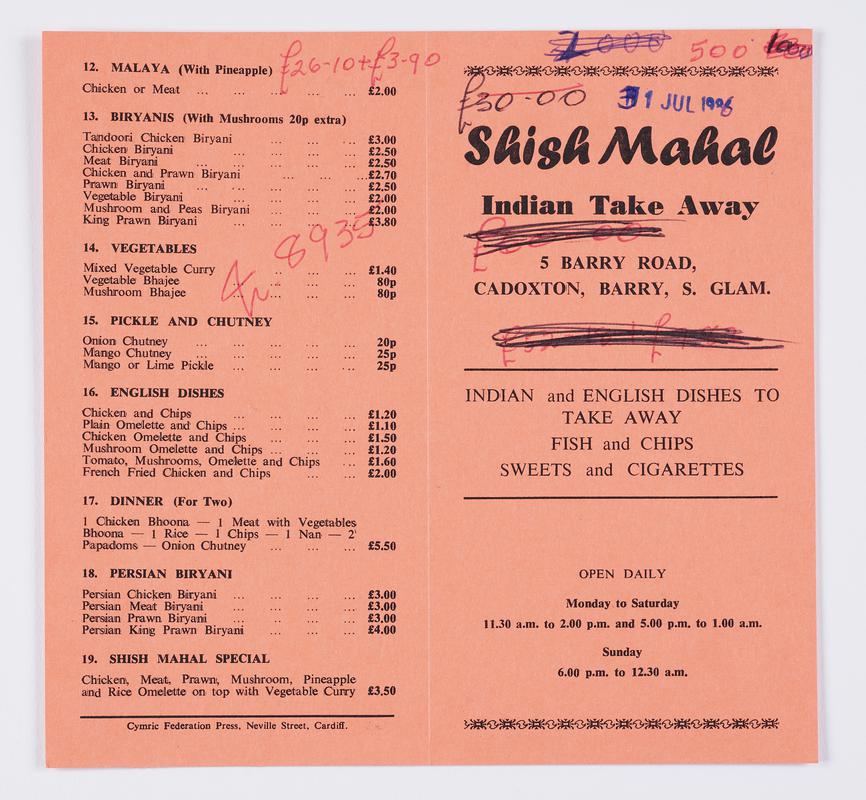 12. MALAYA (With Pineapple)
£26-10+£3-90
Chicken or Meat ... ... ... ... ... £2.00
13. BIRYANIS (With Mushrooms 20p extra)
Tandoori Chicken Biryani ... ... ... £3.00
Chicken Biryani ... ... ... £2.50
Meat Biryani ... ... ... ... £2.50
Chicken and Prawn Biryani ... ... ...£2.70
Prawn Biryani ... ... ... ... ... £2.50
Vegetable Biryani ... ... ... ... £2.00
Mushroom and Peas Biryani ... ... ... £2.00
King Prawn Biryani ... ... ... ... £3.80
8935
14. VEGETABLES
Mixed Vegetable Curry ... ... ... £1.40
Vegetable Bhajee ... ... ... ... 80p
Mushroom Bhajee ... ... ... ... 80p
15. PICKLE AND CHUTNEY
Onion Chutney ... ... ... ... 20p
Mango Chutney ... ... ... ... ... 25p
Mango or Lime Pickle ... ... ... ... 25p
16. ENGLISH DISHES
Chicken and Chips ... ... ... ... £1.20
Plain Omelette and Chips ... ... ... ... £1.10
Chicken Omelette and Chips ... ... ... £1.50
Mushroom Omelette and Chips ... ... ... £1.20
Tomato, Mushrooms, Omelette and Chips ... £1.60
French Fried Chicken and Chips ... ... £2.00
17. DINNER (For Two)
1 Chicken Bhoona — 1 Meat with Vegetables
Bhoona — 1 Rice — 1 Chips — 1 Nan — 2
Papadoms — Onion Chutney ... ... ... £5.50
18. PERSIAN BIRYANI
Persian Chicken Biryani ... ... ... ... £3.00
Persian Meat Biryani ... ... ... ... £3.00
Persian Prawn Biryani ... ... ... ... £3.00
Persian King Prawn Biryani ... ... ... £4.00
19. SHISH MAHAL SPECIAL
Chicken, Meat, Prawn, Mushroom, Pineapple
and Rice Omelette on top with Vegetable Curry £3.50
Cymric Federation Press, Neville Street, Cardiff.
500
£30-00
31 JUL 1996
Shish Mahal
Indian Take Away
5 BARRY ROAD,
CADOXTON, BARRY, S. GLAM.
INDIAN and ENGLISH DISHES TO
TAKE AWAY
FISH and CHIPS
SWEETS and CIGARETTES
OPEN DAILY
Monday to Saturday
11.30 a.m. to 2.00 p.m. and 5.00 p.m. to 1.00 a.m.
Sunday
6.00 p.m. to 12.30 a.m.